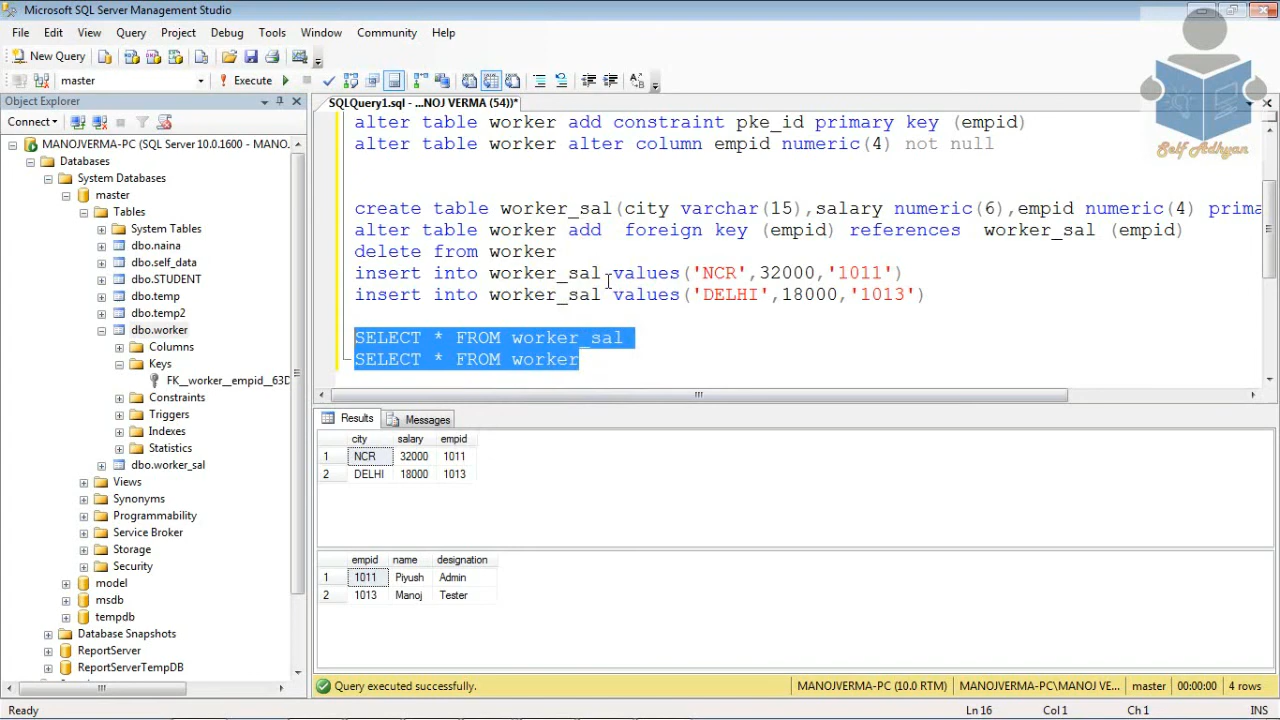 Microsoft SQL Server Management Studio
File Edit View Query Project Debug Tools Window Community Help
New Query
master Execute
Object Explorer
SQLQuery1.sql - ...NOJ VERMA (54))*
Connect
MANOJVERMA-PC (SQL Server 10.0.1600 - MANO.
Databases
System Databases
master
Tables
System Tables
dbo.naina
dbo.self_data
dbo.STUDENT
dbo.temp
dbo.temp2
dbo.worker
Columns
Keys
FK__worker__empid__63D
Constraints
Triggers
Indexes
Statistics
dbo.worker_sal
Views
Synonyms
Programmability
Service Broker
Storage
Security
model
msdb
tempdb
Database Snapshots
ReportServer
ReportServerTempDB
alter table worker add constraint pke_id primary key (empid)
alter table worker alter column empid numeric(4) not null
create table worker_sal(city varchar(15),salary numeric(6),empid numeric(4) prima
alter table worker add  foreign key (empid) references  worker_sal (empid)
delete from worker
insert into worker_sal values('NCR',32000,'1011')
insert into worker_sal values('DELHI',18000,'1013')
SELECT * FROM worker_sal
SELECT * FROM worker
Self Adhyan
Results Messages
city salary empid
1 NCR 32000 1011
2 DELHI 18000 1013
empid name designation
1 1011 Piyush Admin
2 1013 Manoj Tester
Query executed successfully. MANOJVERMA-PC (10.0 RTM) MANOJVERMA-PC\MANOJ VE... master 00:00:00 4 rows
Ready Ln 16 Col 1 Ch 1 INS